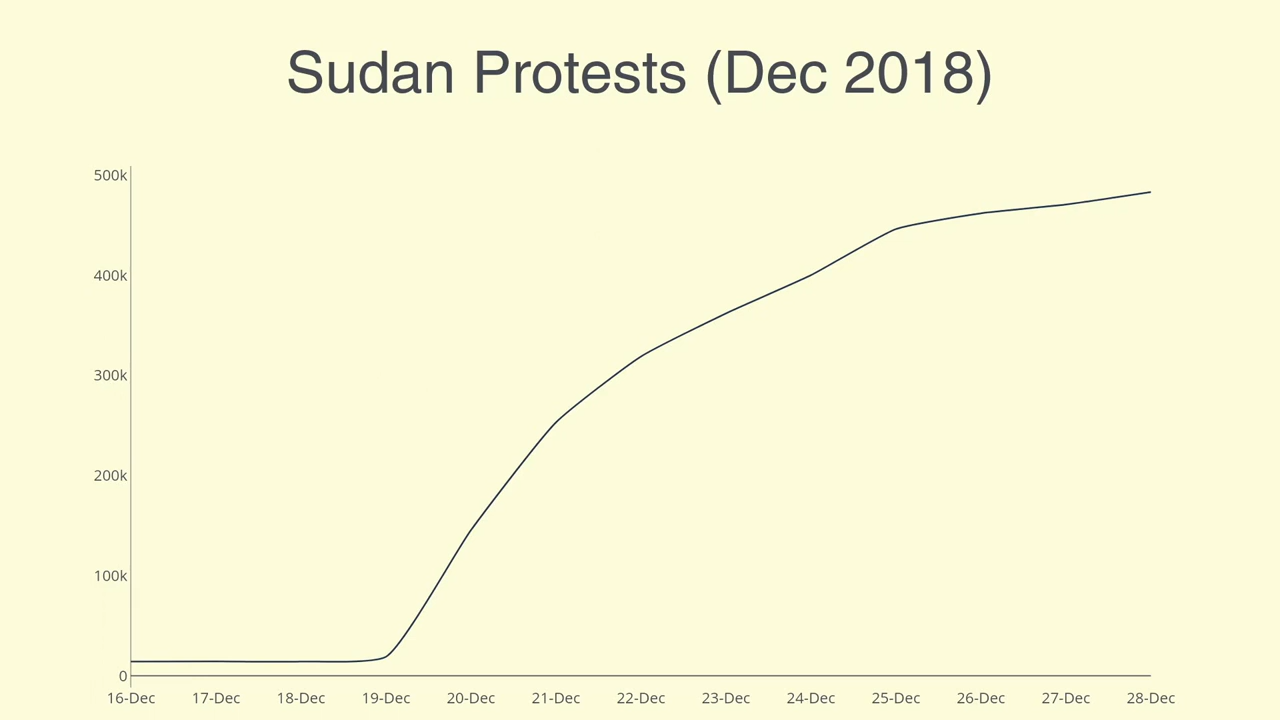 Sudan Protests (Dec 2018)
500k
400k
300k
200k
100k
0
16-Dec 17-Dec 18-Dec 19-Dec 20-Dec 21-Dec 22-Dec 23-Dec 24-Dec 25-Dec 26-Dec 27-Dec 28-Dec